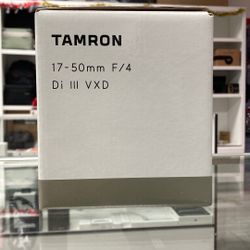 TAMRON
17-50mm F/4
Di III VXD